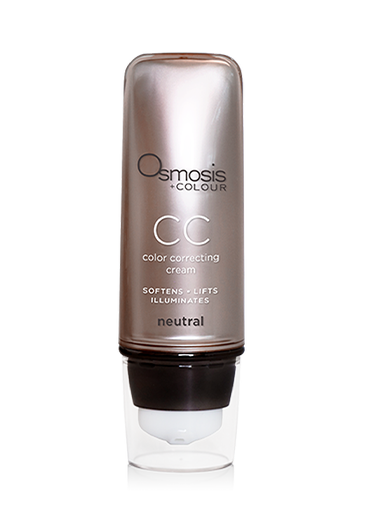 Osmosis
+COLOUR
CC
color correcting
cream
SOFTENS • LIFTS
ILLUMINATES
neutral